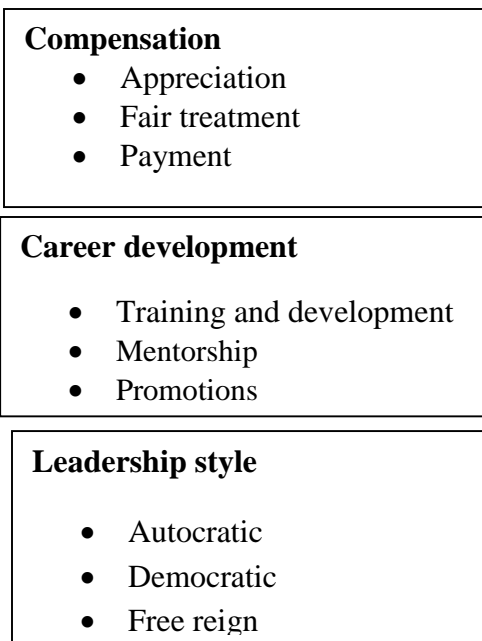 Compensation
• Appreciation
• Fair treatment
• Payment
Career development
• Training and development
• Mentorship
• Promotions
Leadership style
• Autocratic
• Democratic
• Free reign